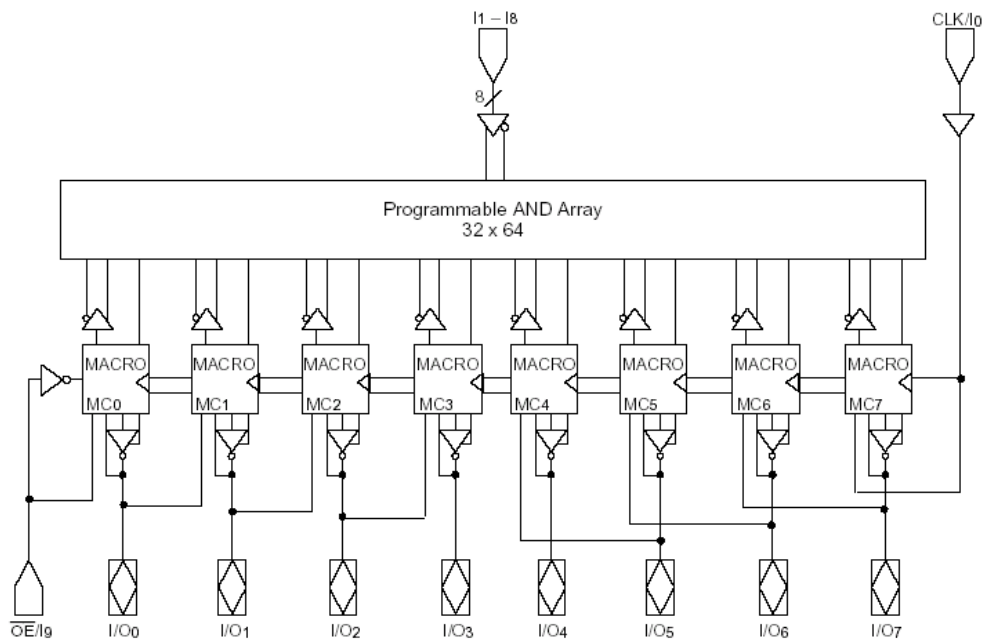 I1 – I8
CLK/I0
8
Programmable AND Array
32 x 64
MACRO MACRO MACRO MACRO MACRO MACRO MACRO MACRO
MC0 MC1 MC2 MC3 MC4 MC5 MC6 MC7
O̅E̅/I9 I/O0 I/O1 I/O2 I/O3 I/O4 I/O5 I/O6 I/O7